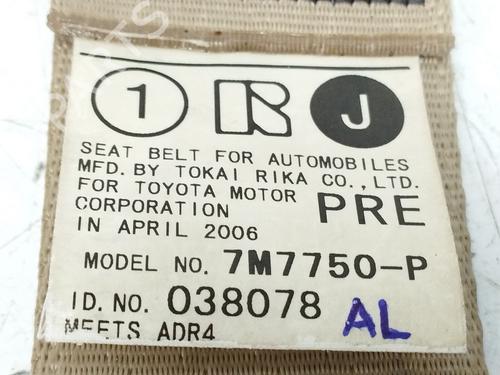 1 R J
SEAT BELT FOR AUTOMOBILES
MFD. BY TOKAI RIKA CO., LTD.
FOR TOYOTA MOTOR
CORPORATION PRE
IN APRIL 2006
MODEL NO. 7M7750-P
ID. NO. 038078 AL
MEETS ADR4